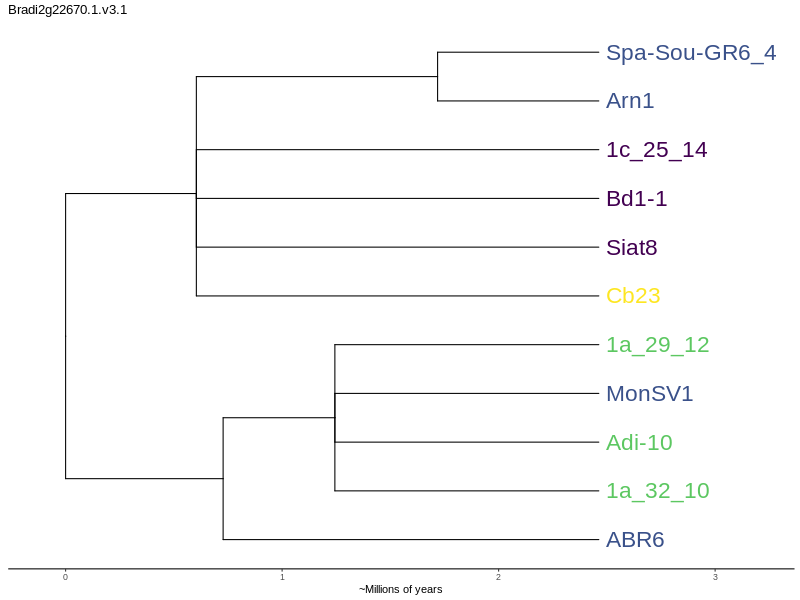 Bradi2g22670.1.v3.1
Spa-Sou-GR6_4
Arn1
1c_25_14
Bd1-1
Siat8
Cb23
1a_29_12
MonSV1
Adi-10
1a_32_10
ABR6
0 1 2 3
~Millions of years